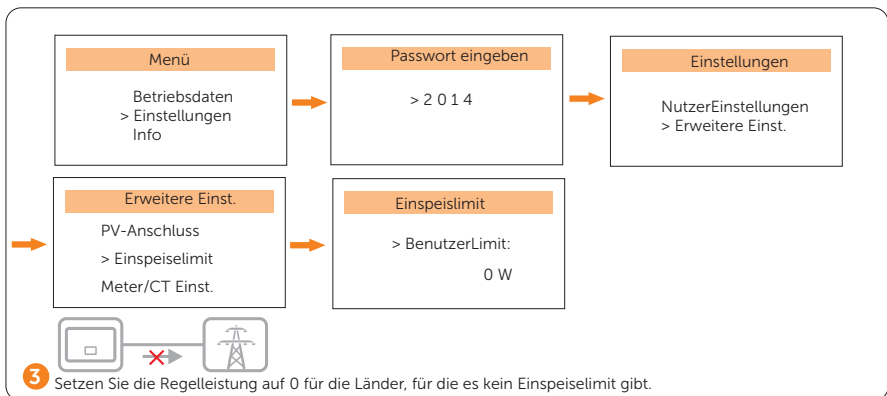 Menü
Betriebsdaten
> Einstellungen
Info
Passwort eingeben
> 2 0 1 4
Einstellungen
NutzerEinstellungen
> Erweitere Einst.
Erweitere Einst.
PV-Anschluss
> Einspeiselimit
Meter/CT Einst.
Einspeislimit
> BenutzerLimit:
0 W
3 Setzen Sie die Regelleistung auf 0 für die Länder, für die es kein Einspeiselimit gibt.